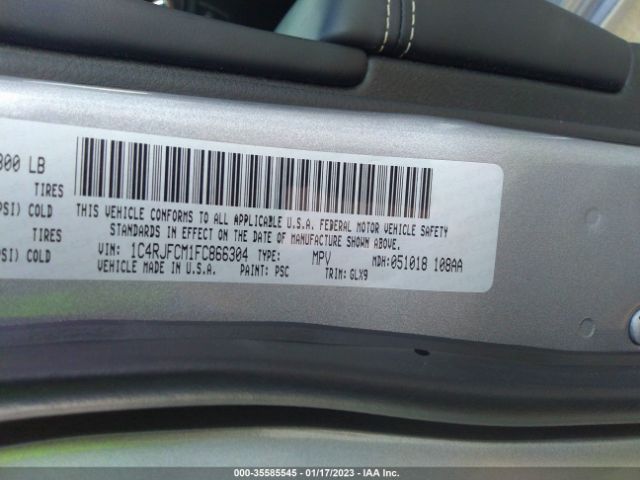 800 LB
TIRES
PSI) COLD
TIRES
PSI) COLD
THIS VEHICLE CONFORMS TO ALL APPLICABLE U.S.A. FEDERAL MOTOR VEHICLE SAFETY
STANDARDS IN EFFECT ON THE DATE OF MANUFACTURE SHOWN ABOVE.
VIN: 1C4RJFCM1FC866304 TYPE: MPV MDH:051018 108AA
VEHICLE MADE IN U.S.A. PAINT: PSC TRIM: GLX9
000-35585545 - 01/17/2023 - IAA Inc.